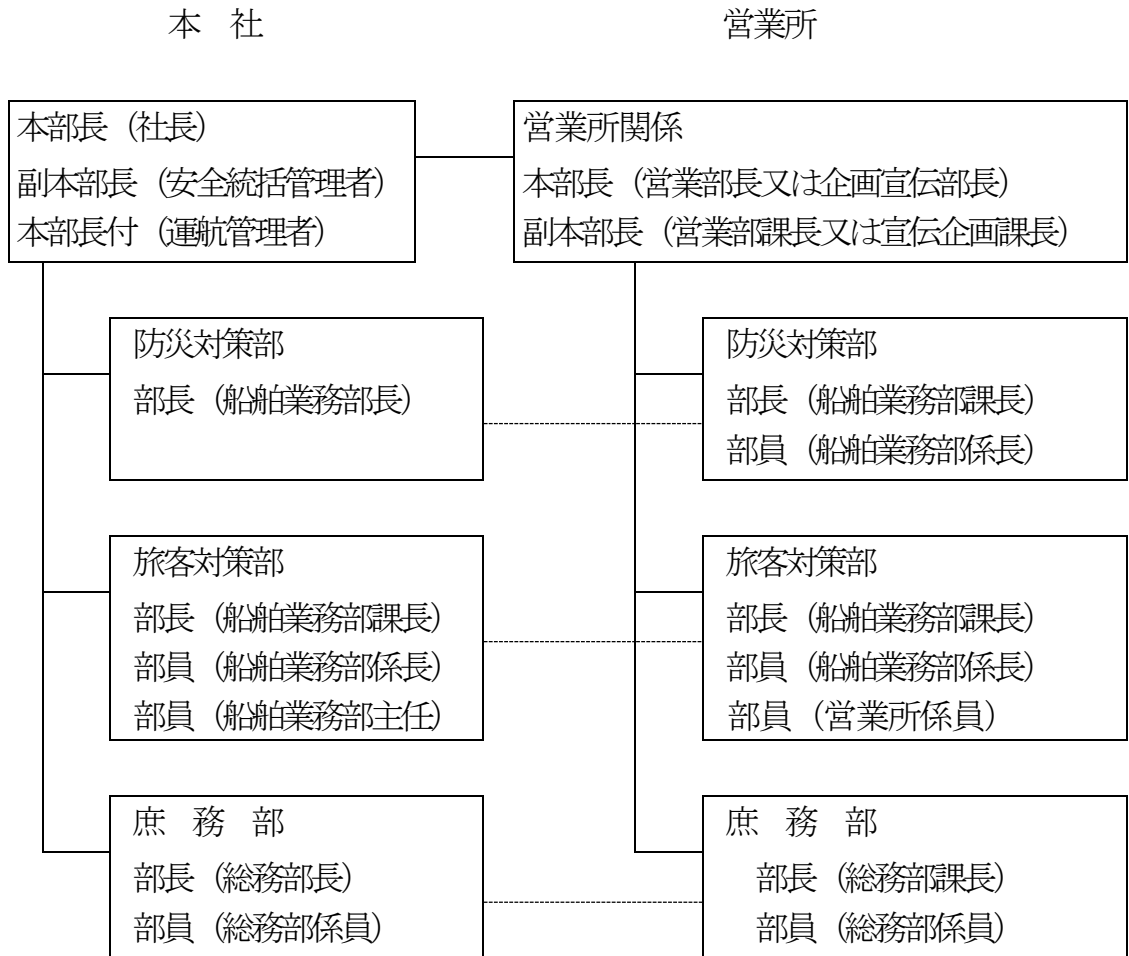 本 社
営業所
本部長（社長）
副本部長（安全統括管理者）
本部長付（運航管理者）
営業所関係
本部長（営業部長又は企画宣伝部長）
副本部長（営業部課長又は宣伝企画課長）
防災対策部
部長（船舶業務部長）
防災対策部
部長（船舶業務部課長）
部員（船舶業務部係長）
旅客対策部
部長（船舶業務部課長）
部員（船舶業務部係長）
部員（船舶業務部主任）
旅客対策部
部長（船舶業務部課長）
部員（船舶業務部係長）
部員（営業所係員）
庶 務 部
部長（総務部長）
部員（総務部係員）
庶 務 部
部長（総務部課長）
部員（総務部係員）